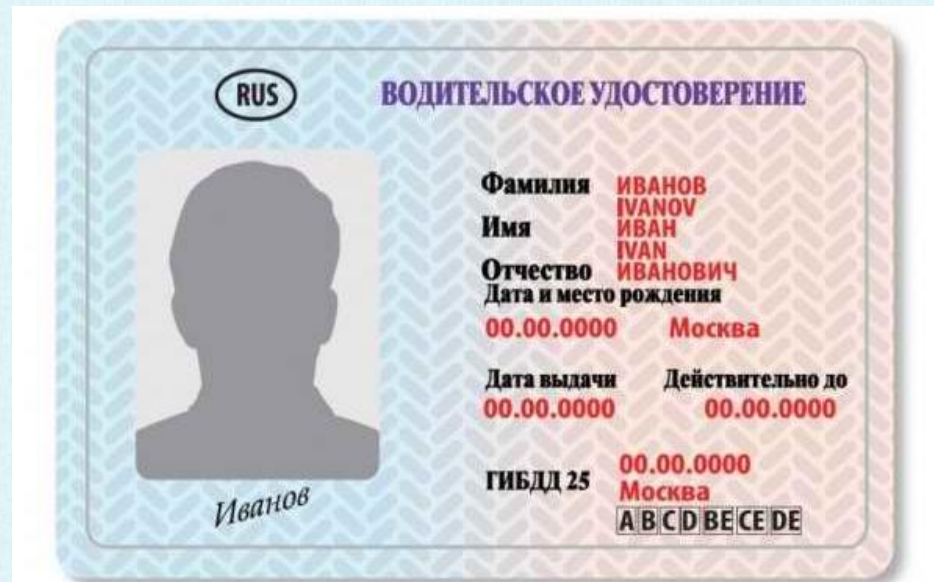 RUS ВОДИТЕЛЬСКОЕ УДОСТОВЕРЕНИЕ
Фамилия ИВАНОВ
IVANOV
Имя ИВАН
IVAN
Отчество ИВАНОВИЧ
Дата и место рождения
00.00.0000 Москва
Дата выдачи Действительно до
00.00.0000 00.00.0000
ГИБДД 25 00.00.0000
Москва
A B C D BE CE DE
Иванов